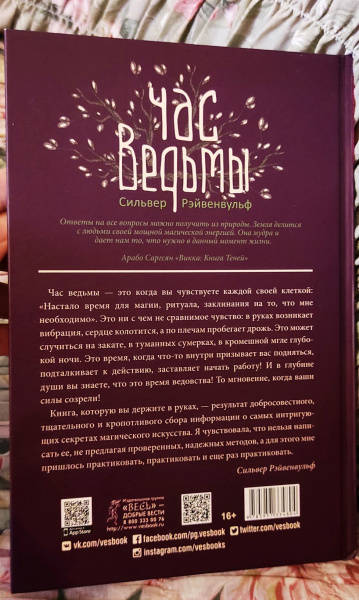 Час
Ведьмы
Сильвер Рэйвенвульф
Ответы на все вопросы можно получить из природы. Земля делится
с людьми своей мощной магической энергией. Она мудра и
дает нам то, что нужно в данный момент жизни.
Арабо Саргсян «Викка: Книга Теней»
Час ведьмы — это когда вы чувствуете каждой своей клеткой:
«Настало время для магии, ритуала, заклинания на то, что мне
необходимо». Это ни с чем не сравнимое чувство: в руках возникает
вибрация, сердце колотится, а по плечам пробегает дрожь. Это может
случиться на закате, в туманных сумерках, в кромешной мгле глубо-
кой ночи. Это время, когда что-то внутри призывает вас подняться,
подталкивает к действию, заставляет начать работу! И в глубине
души вы знаете, что это время ведовства! То мгновение, когда ваши
силы созрели!
Книга, которую вы держите в руках, — результат добросовестного,
тщательного и кропотливого сбора информации о самых интригую-
щих секретах магического искусства. Я чувствовала, что нельзя напи-
сать ее, не предлагая проверенных, надежных методов, а для этого мне
пришлось практиковать, практиковать и еще раз практиковать.
Сильвер Рэйвенвульф
Издательская группа
«ВЕСЬ» —
ДОБРЫЕ ВЕСТИ
8 800 333 00 76
www.vesbook.ru
16+
App Store
vk.com/vesbook
facebook.com/pg.vesbook
twitter.com/vesbook
instagram.com/vesbooks